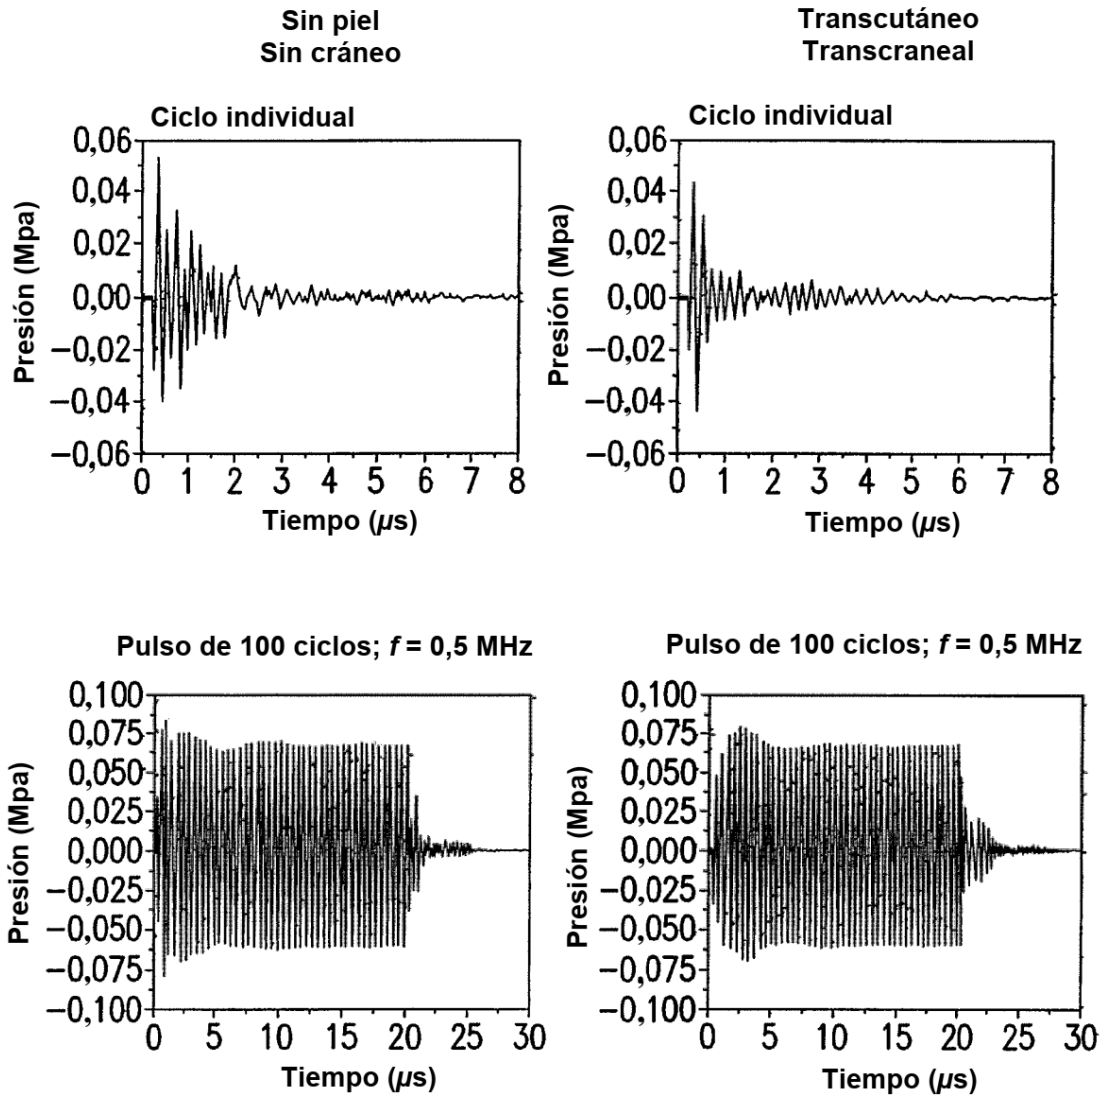 Sin piel
Sin cráneo
Transcutáneo
Transcraneal
Ciclo individual
0,06
0,04
0,02
0,00
−0,02
−0,04
−0,06
Presión (Mpa)
0 1 2 3 4 5 6 7 8
Tiempo (µs)
Ciclo individual
0,06
0,04
0,02
0,00
−0,02
−0,04
−0,06
Presión (Mpa)
0 1 2 3 4 5 6 7 8
Tiempo (µs)
Pulso de 100 ciclos; f = 0,5 MHz
0,100
0,075
0,050
0,025
0,000
−0,025
−0,050
−0,075
−0,100
Presión (Mpa)
0 5 10 15 20 25 30
Tiempo (µs)
Pulso de 100 ciclos; f = 0,5 MHz
0,100
0,075
0,050
0,025
0,000
−0,025
−0,050
−0,075
−0,100
Presión (Mpa)
0 5 10 15 20 25 30
Tiempo (µs)